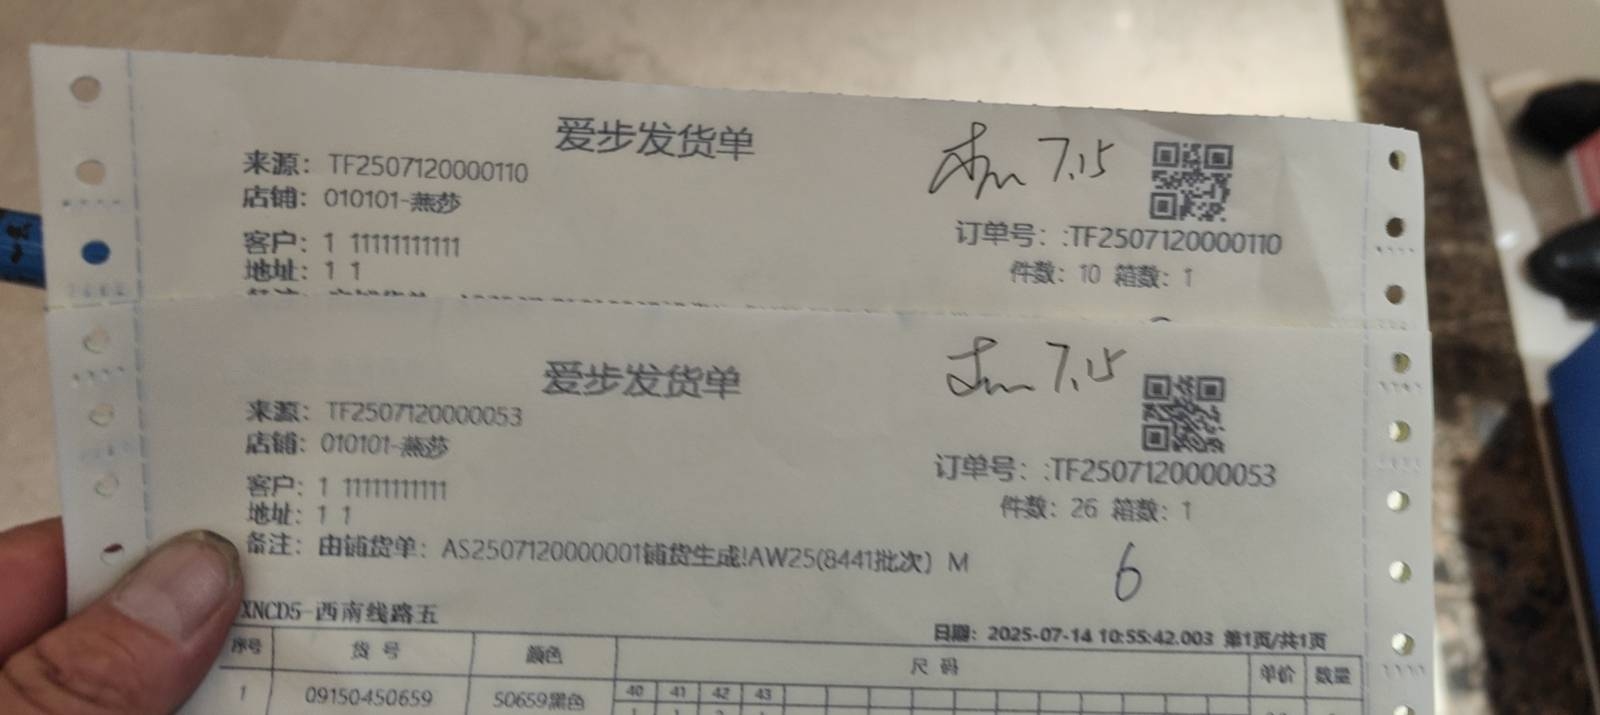 爱步发货单
来源：TF2507120000110
店铺：010101-燕莎
客户：1 11111111111
地址：1 1
7.15
订单号：:TF2507120000110
件数：10 箱数：1
爱步发货单
来源：TF2507120000053
店铺：010101-燕莎
客户：1 11111111111
地址：1 1
7.15
订单号：:TF2507120000053
件数：26 箱数：1
备注：由铺货单：AS2507120000001铺货生成!AW25(8441批次) M
6
XNCD5-西南线路五
日期：2025-07-14 10:55:42.003 第1页/共1页
序号 货号 颜色 尺码 单价 数量
40 41 42 43
1 09150450659 50659黑色